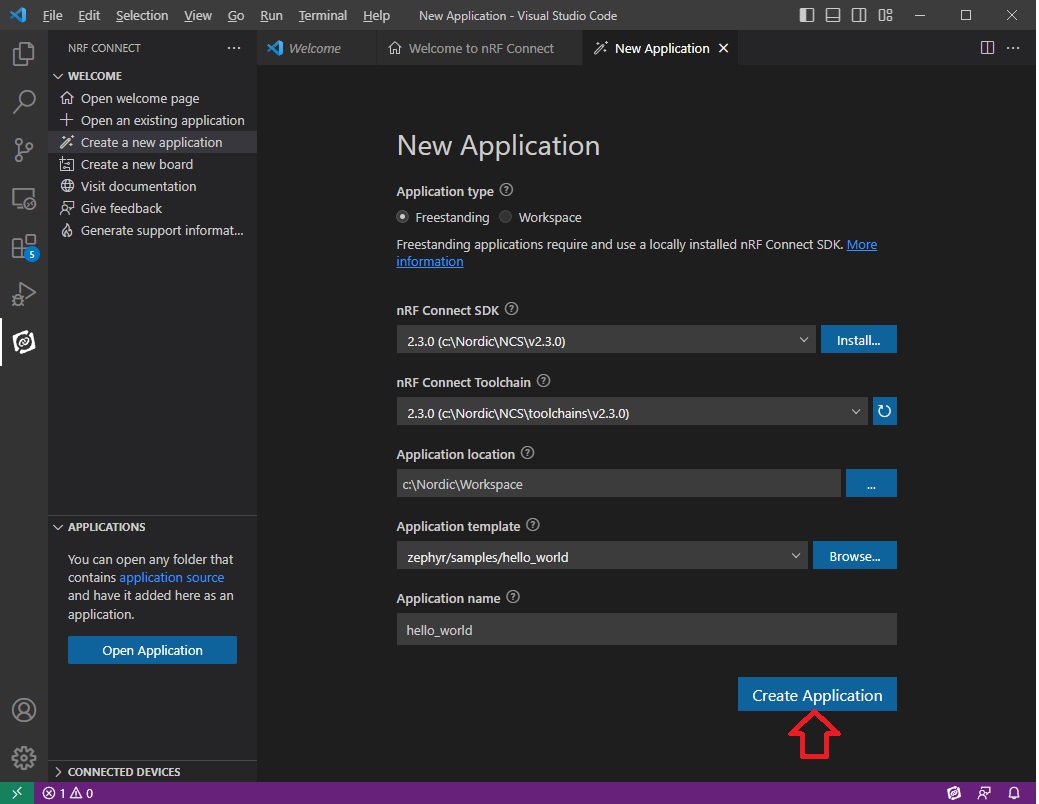 File Edit Selection View Go Run Terminal Help New Application - Visual Studio Code
NRF CONNECT ...
Welcome
Welcome to nRF Connect
New Application
WELCOME
Open welcome page
Open an existing application
Create a new application
Create a new board
Visit documentation
Give feedback
Generate support informat...
5
New Application
Application type
Freestanding Workspace
Freestanding applications require and use a locally installed nRF Connect SDK. More
information
nRF Connect SDK
2.3.0 (c:\Nordic\NCS\v2.3.0) Install...
nRF Connect Toolchain
2.3.0 (c:\Nordic\NCS\toolchains\v2.3.0)
Application location
c:\Nordic\Workspace ...
Application template
zephyr/samples/hello_world Browse...
Application name
hello_world
Create Application
APPLICATIONS
You can open any folder that
contains application source
and have it added here as an
application.
Open Application
CONNECTED DEVICES
1 0